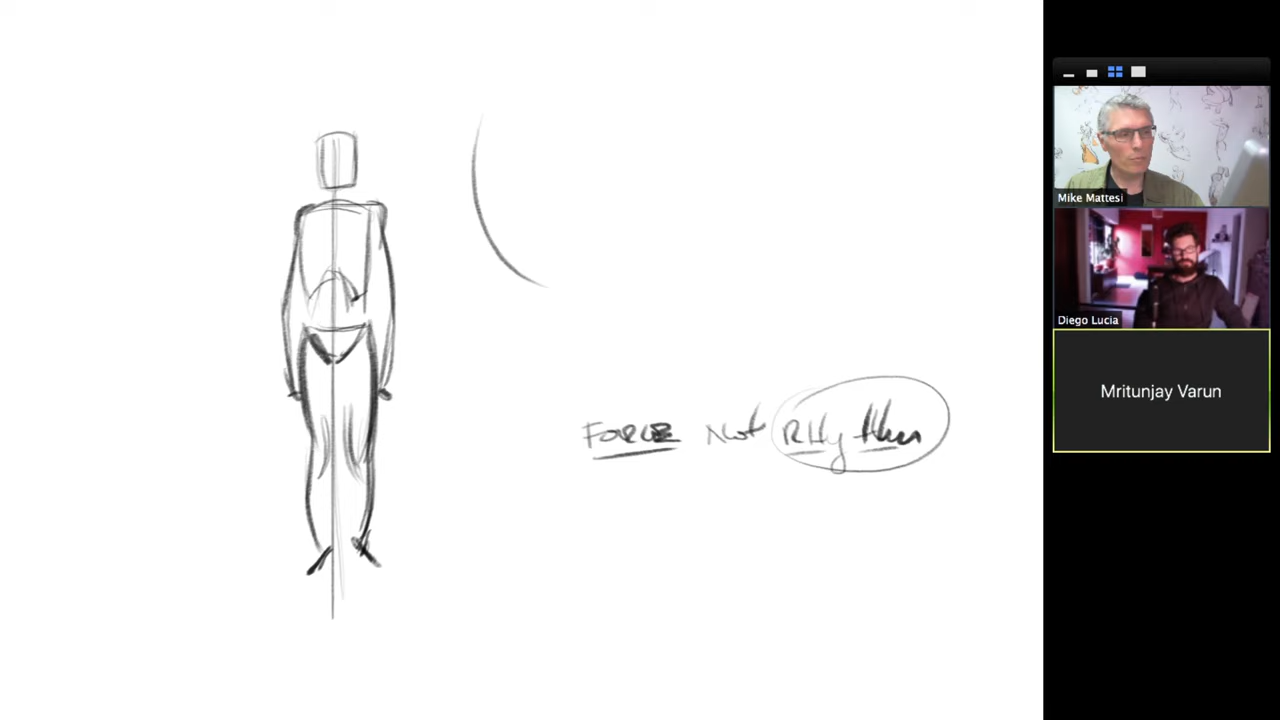 FORCE Not RHythm
Mike Mattesi
Diego Lucia
Mritunjay Varun